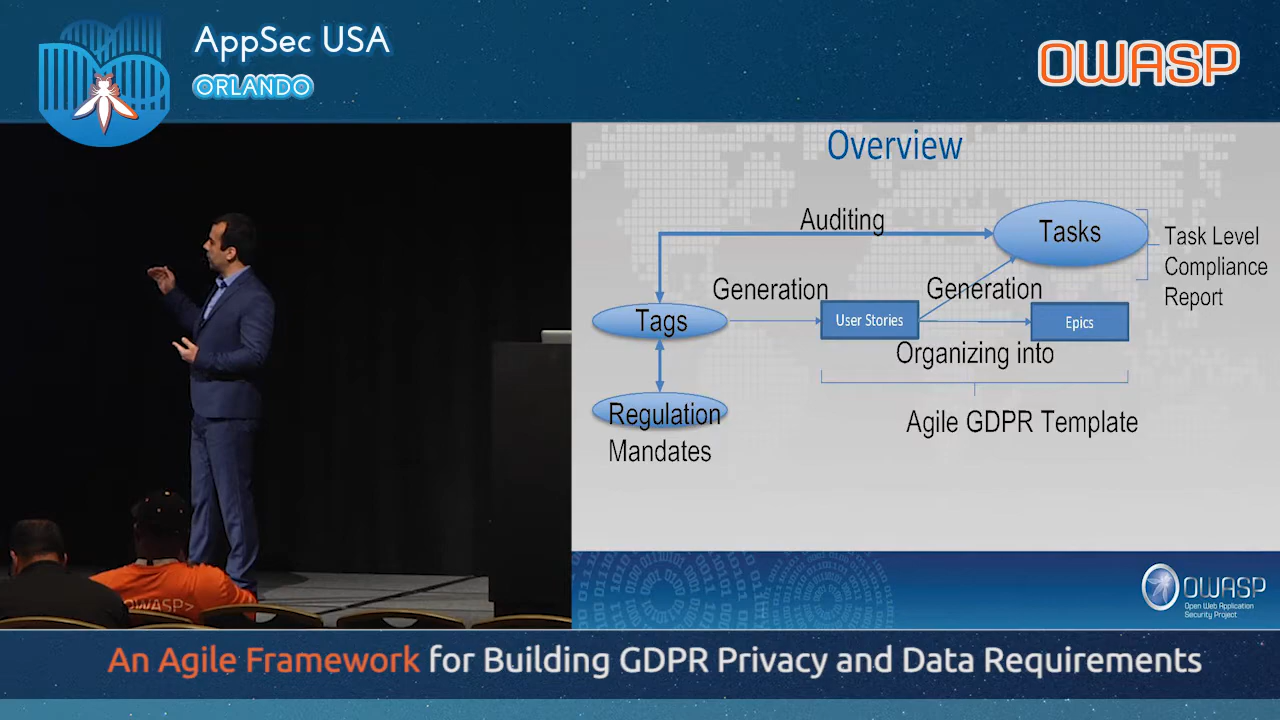 AppSec USA
ORLANDO
OWASP
Overview
Auditing
Tasks
Task Level
Compliance
Report
Generation
Generation
Tags
User Stories
Epics
Organizing into
Regulation
Mandates
Agile GDPR Template
OWASP>
OWASP
Open Web Application
Security Project
An Agile Framework for Building GDPR Privacy and Data Requirements